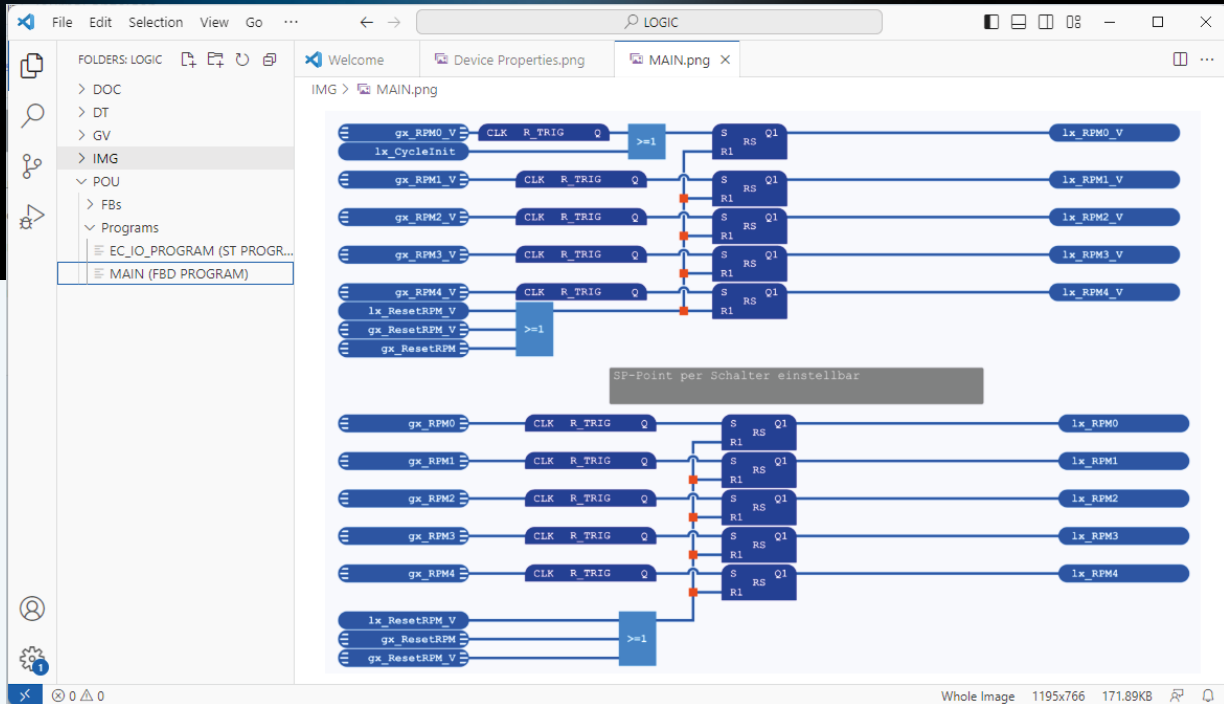 File Edit Selection View Go ··· LOGIC
FOLDERS: LOGIC
Welcome Device Properties.png MAIN.png
IMG > MAIN.png
DOC
DT
GV
IMG
POU
FBs
Programs
EC_IO_PROGRAM (ST PROGR...
MAIN (FBD PROGRAM)
gx_RPM0_V CLK R_TRIG Q >=1 S RS Q1 lx_RPM0_V
lx_CycleInit R1
gx_RPM1_V CLK R_TRIG Q S RS Q1 lx_RPM1_V
R1
gx_RPM2_V CLK R_TRIG Q S RS Q1 lx_RPM2_V
R1
gx_RPM3_V CLK R_TRIG Q S RS Q1 lx_RPM3_V
R1
gx_RPM4_V CLK R_TRIG Q S RS Q1 lx_RPM4_V
lx_ResetRPM_V R1
gx_ResetRPM_V >=1
gx_ResetRPM
SP-Point per Schalter einstellbar
gx_RPM0 CLK R_TRIG Q S RS Q1 lx_RPM0
R1
gx_RPM1 CLK R_TRIG Q S RS Q1 lx_RPM1
R1
gx_RPM2 CLK R_TRIG Q S RS Q1 lx_RPM2
R1
gx_RPM3 CLK R_TRIG Q S RS Q1 lx_RPM3
R1
gx_RPM4 CLK R_TRIG Q S RS Q1 lx_RPM4
R1
lx_ResetRPM_V
gx_ResetRPM >=1
gx_ResetRPM_V
1
0 0 Whole Image 1195x766 171.89KB